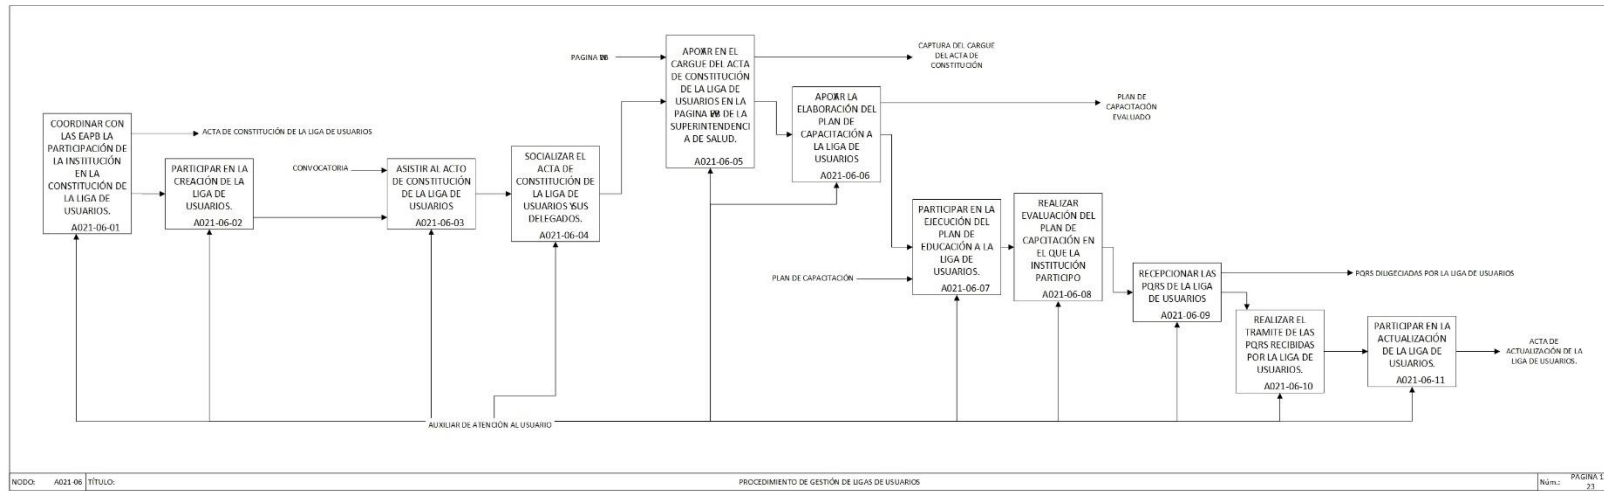 COORDINAR CON
LAS EAPB LA
PARTICIPACIÓN DE
LA INSTITUCIÓN
EN LA
CONSTITUCIÓN DE
LA LIGA DE
USUARIOS.
A021-06-01
ACTA DE CONSTITUCIÓN DE LA LIGA DE USUARIOS
PARTICIPAR EN LA
CREACIÓN DE LA
LIGA DE
USUARIOS.
A021-06-02
CONVOCATORIA
ASISTIR AL ACTO
DE CONSTITUCIÓN
DE LA LIGA DE
USUARIOS
A021-06-03
SOCIALIZAR EL
ACTA DE
CONSTITUCIÓN DE
LA LIGA DE
USUARIOS Y SUS
DELEGADOS.
A021-06-04
PAGINA WEB
APOYAR EN EL
CARGUE DEL ACTA
DE CONSTITUCIÓN
DE LA LIGA DE
USUARIOS EN LA
PAGINA WEB DE LA
SUPERINTENDENCI
A DE SALUD.
A021-06-05
CAPTURA DEL CARGUE
DEL ACTA DE
CONSTITUCIÓN
APOYAR LA
ELABORACIÓN DEL
PLAN DE
CAPACITACIÓN A
LA LIGA DE
USUARIOS
A021-06-06
PLAN DE
CAPACITACIÓN
EVALUADO
PLAN DE CAPACITACIÓN
PARTICIPAR EN LA
EJECUCIÓN DEL
PLAN DE
EDUCACIÓN A LA
LIGA DE
USUARIOS.
A021-06-07
REALIZAR
EVALUACIÓN DEL
PLAN DE
CAPCITACIÓN EN
EL QUE LA
INSTITUCIÓN
PARTICIPO
A021-06-08
RECEPCIONAR LAS
PQRS DE LA LIGA
DE USUARIOS
A021-06-09
PQRS DILIGECIADAS POR LA LIGA DE USUARIOS
REALIZAR EL
TRAMITE DE LAS
PQRS RECIBIDAS
POR LA LIGA DE
USUARIOS.
A021-06-10
PARTICIPAR EN LA
ACTUALIZACIÓN
DE LA LIGA DE
USUARIOS.
A021-06-11
ACTA DE
ACTUALIZACIÓN DE LA
LIGA DE USUARIOS.
AUXILIAR DE ATENCIÓN AL USUARIO
NODO: A021-06 TÍTULO: PROCEDIMIENTO DE GESTIÓN DE LIGAS DE USUARIOS Núm.: PAGINA 1
23